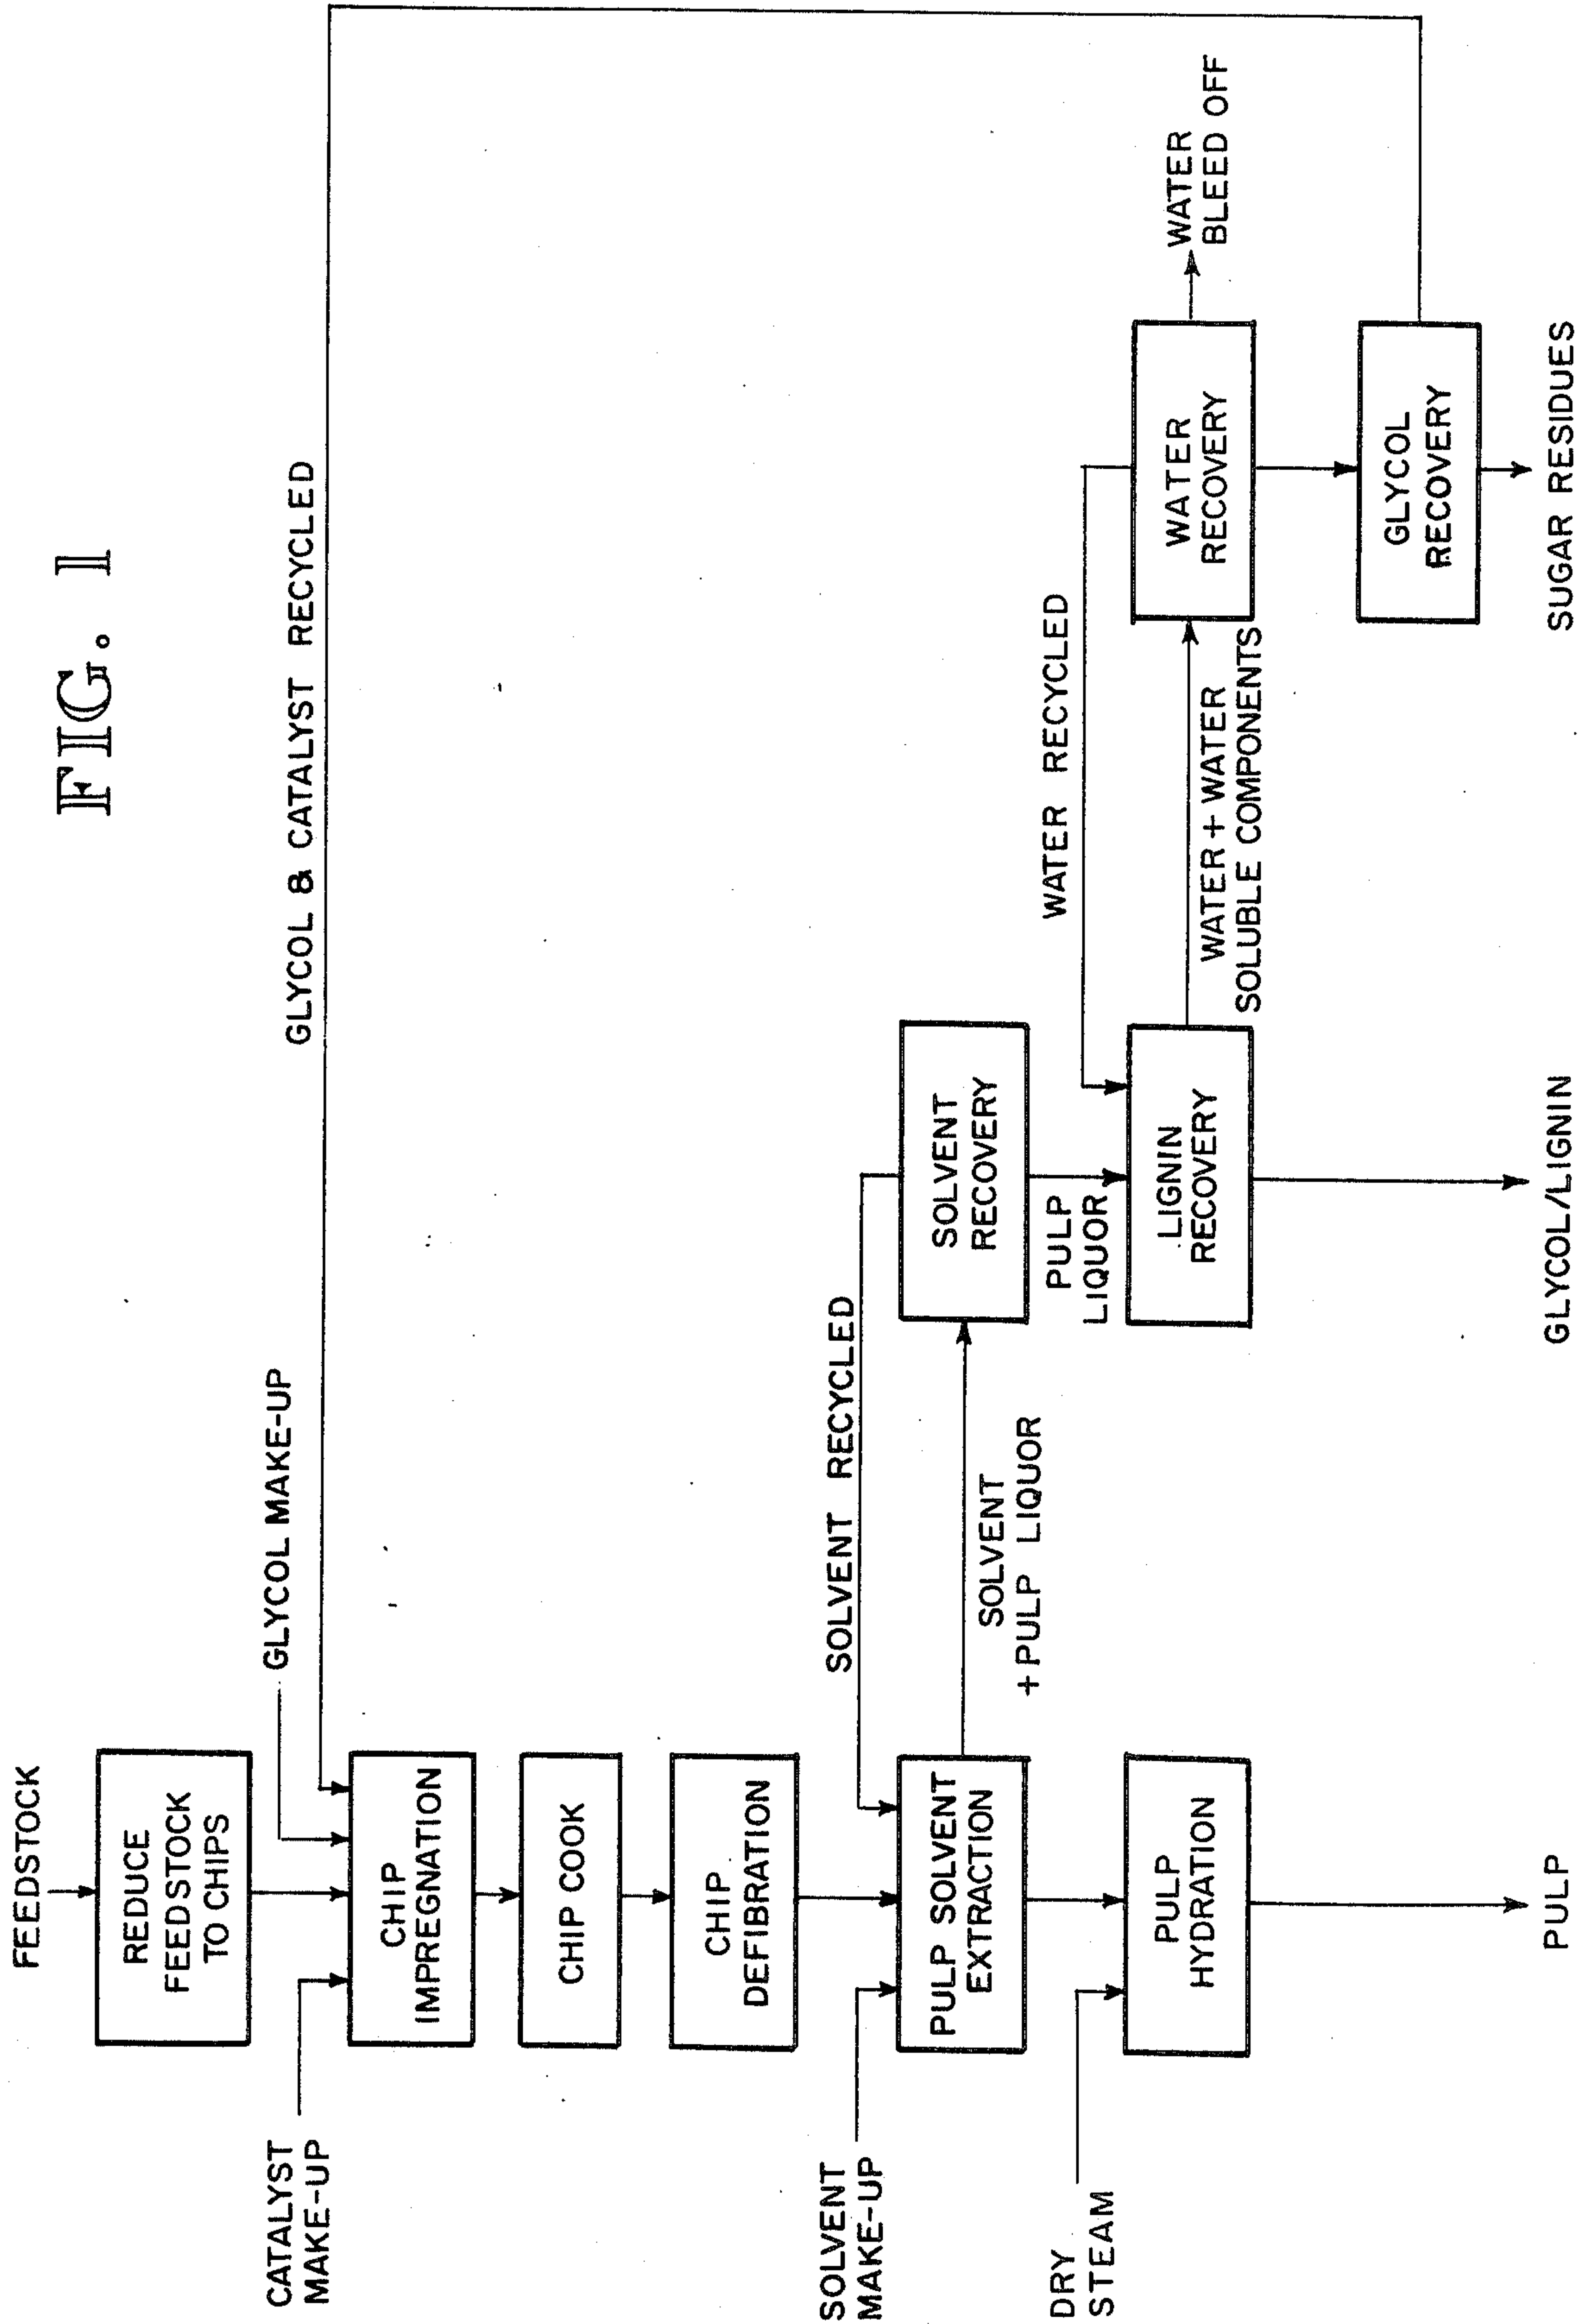 FIG. 1
FEEDSTOCK
REDUCE
FEEDSTOCK
TO CHIPS
GLYCOL MAKE-UP
GLYCOL & CATALYST RECYCLED
CATALYST
MAKE-UP
CHIP
IMPREGNATION
CHIP COOK
CHIP
DEFIBRATION
SOLVENT
MAKE-UP
SOLVENT RECYCLED
PULP SOLVENT
EXTRACTION
SOLVENT
+PULP LIQUOR
SOLVENT
RECOVERY
DRY
STEAM
PULP
HYDRATION
PULP
LIQUOR
WATER RECYCLED
LIGNIN
RECOVERY
WATER + WATER
SOLUBLE COMPONENTS
WATER
RECOVERY
WATER
BLEED OFF
GLYCOL
RECOVERY
PULP
GLYCOL/LIGNIN
SUGAR RESIDUES